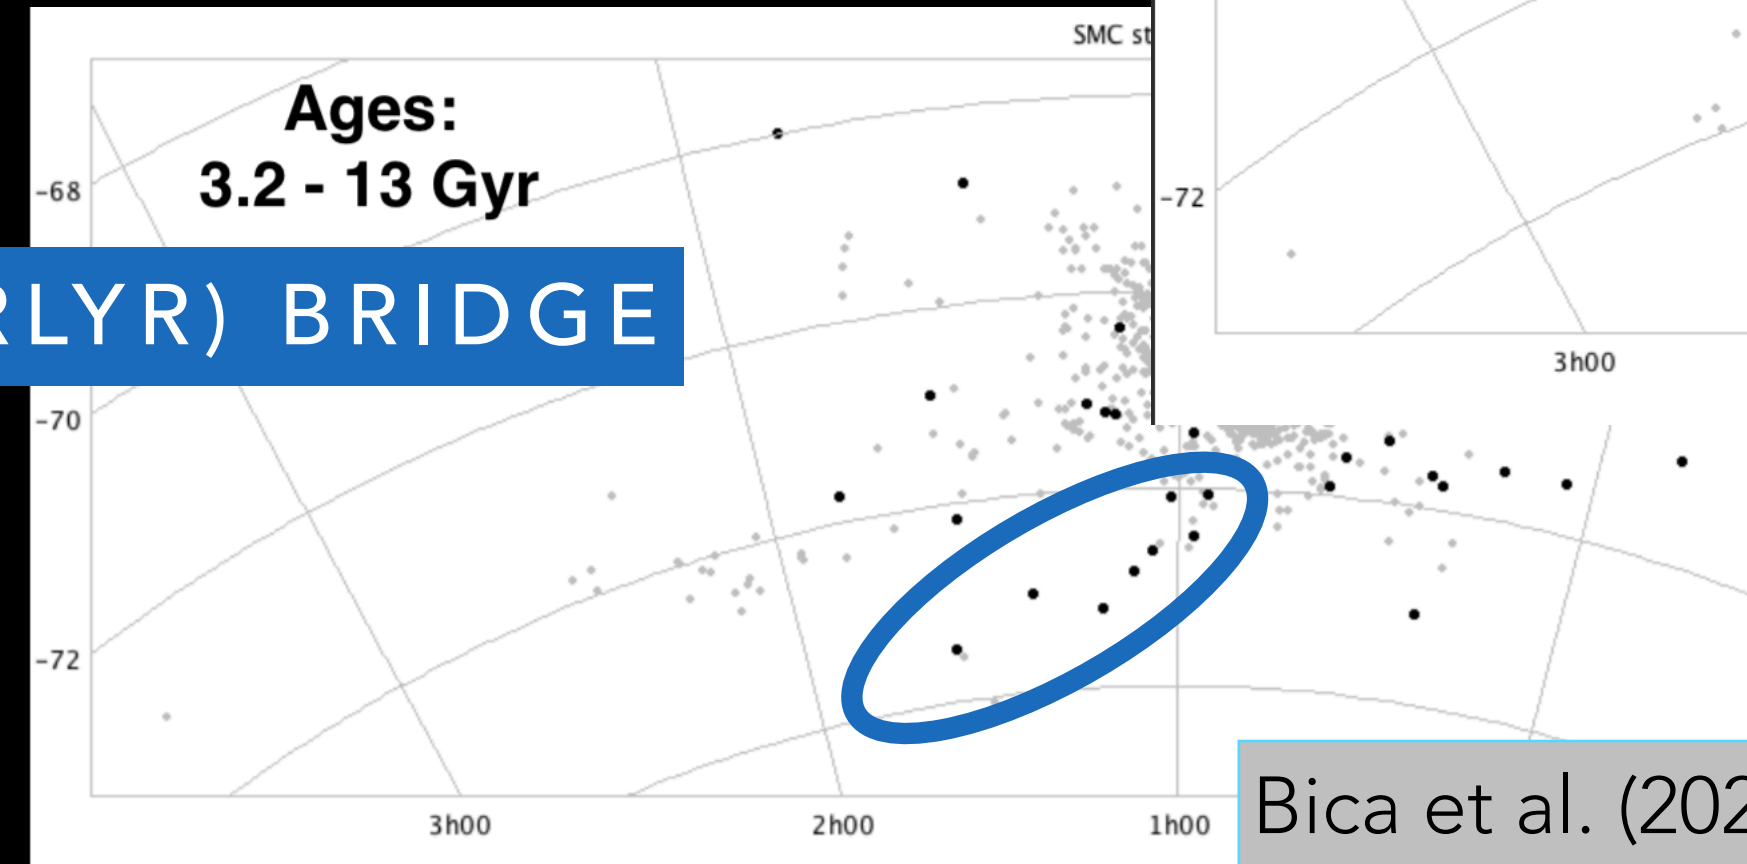 SMC st
Ages:
3.2 - 13 Gyr
-68
-72
RLYR) BRIDGE
3h00
-70
-72
3h00
2h00
1h00
Bica et al. (202